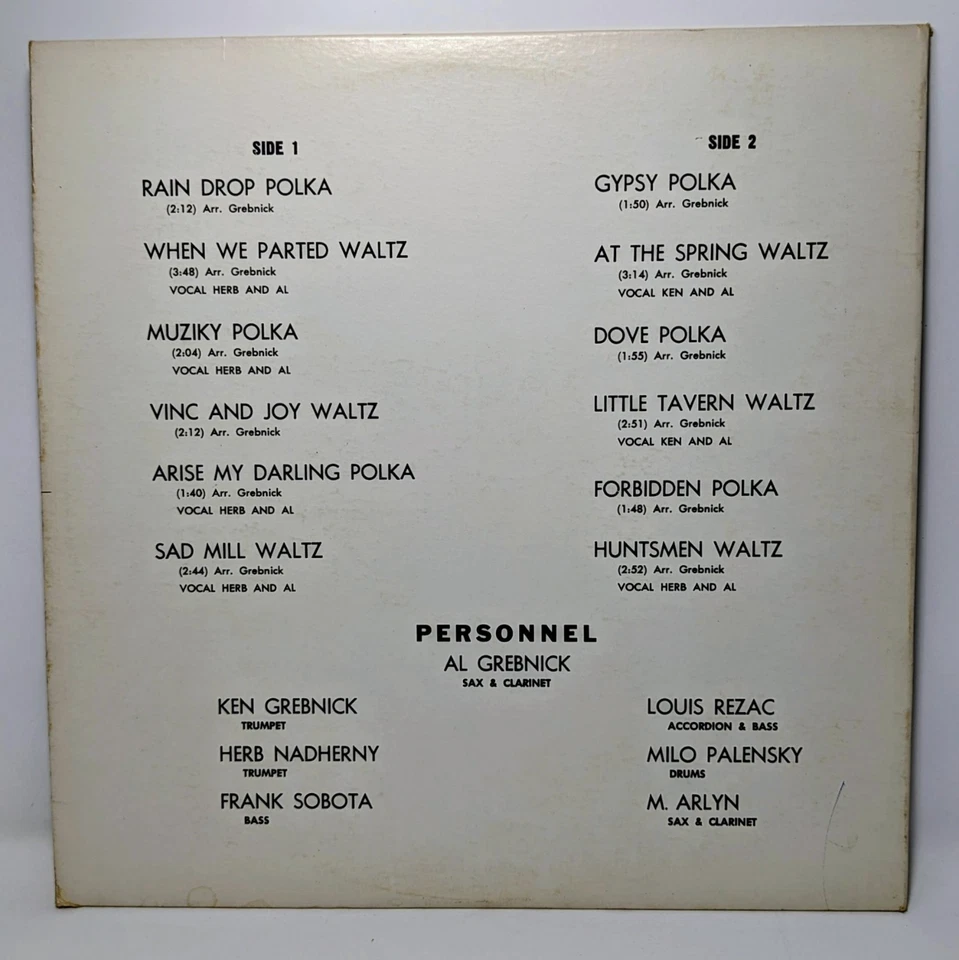 SIDE 1
RAIN DROP POLKA
(2:12) Arr. Grebnick
WHEN WE PARTED WALTZ
(3:48) Arr. Grebnick
VOCAL HERB AND AL
MUZIKY POLKA
(2:04) Arr. Grebnick
VOCAL HERB AND AL
VINC AND JOY WALTZ
(2:12) Arr. Grebnick
ARISE MY DARLING POLKA
(1:40) Arr. Grebnick
VOCAL HERB AND AL
SAD MILL WALTZ
(2:44) Arr. Grebnick
VOCAL HERB AND AL
SIDE 2
GYPSY POLKA
(1:50) Arr. Grebnick
AT THE SPRING WALTZ
(3:14) Arr. Grebnick
VOCAL KEN AND AL
DOVE POLKA
(1:55) Arr. Grebnick
LITTLE TAVERN WALTZ
(2:51) Arr. Grebnick
VOCAL KEN AND AL
FORBIDDEN POLKA
(1:48) Arr. Grebnick
HUNTSMEN WALTZ
(2:52) Arr. Grebnick
VOCAL HERB AND AL
PERSONNEL
AL GREBNICK
SAX & CLARINET
KEN GREBNICK
TRUMPET
HERB NADHERNY
TRUMPET
FRANK SOBOTA
BASS
LOUIS REZAC
ACCORDION & BASS
MILO PALENSKY
DRUMS
M. ARLYN
SAX & CLARINET